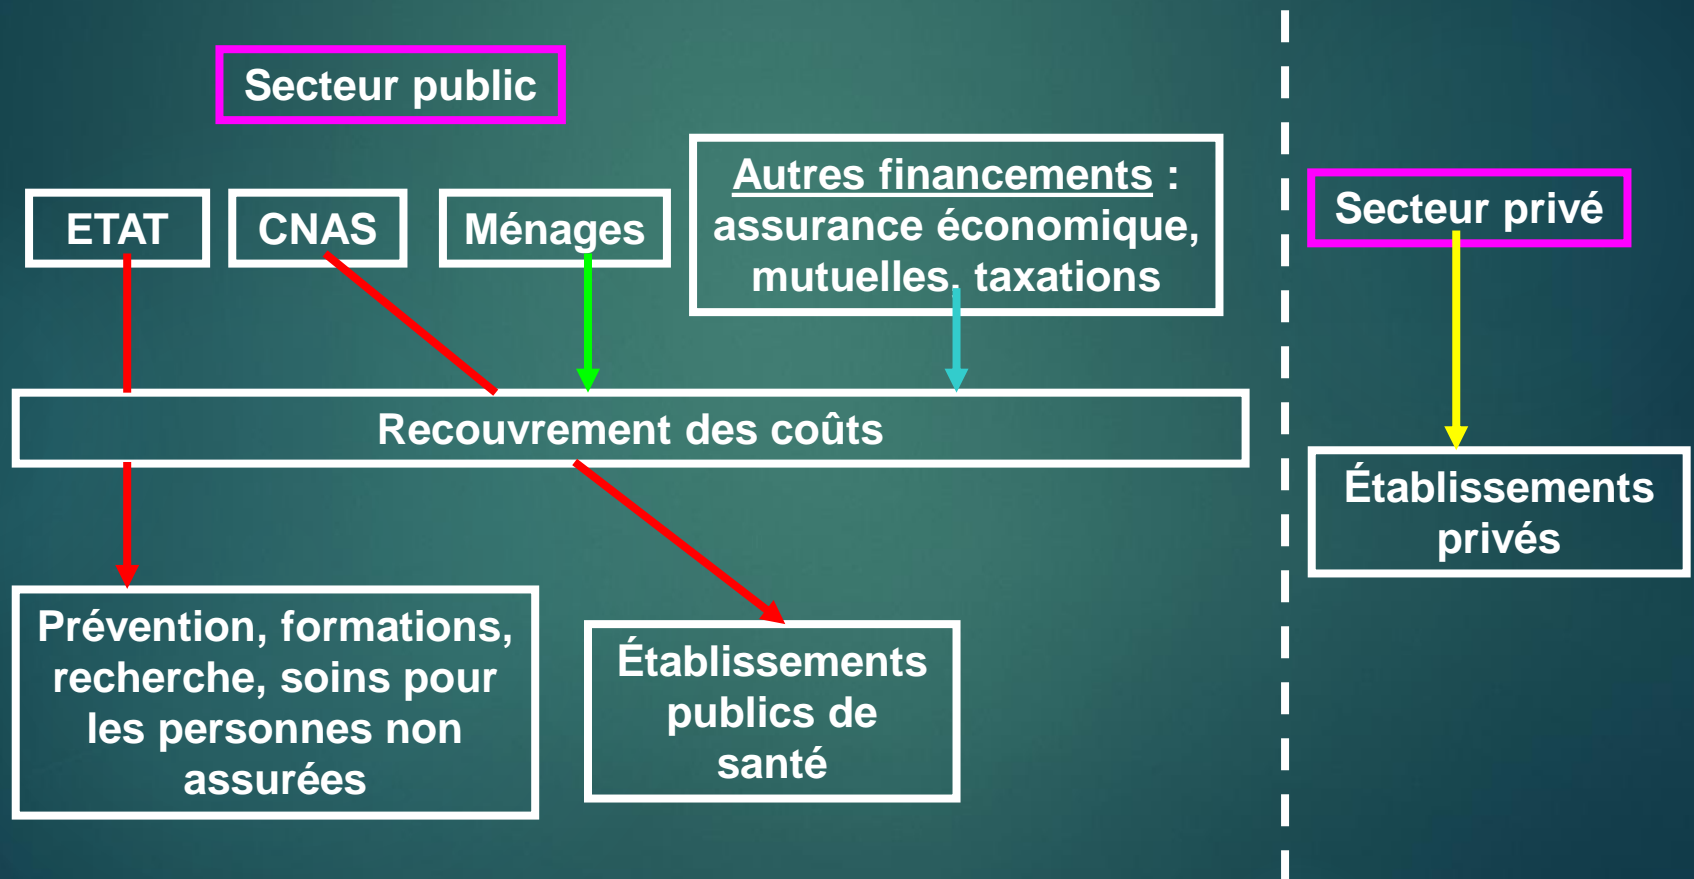 Secteur public
ETAT
CNAS
Ménages
Autres financements :
assurance économique,
mutuelles, taxations
Secteur privé
Recouvrement des coûts
Établissements
privés
Prévention, formations,
recherche, soins pour
les personnes non
assurées
Établissements
publics de
santé